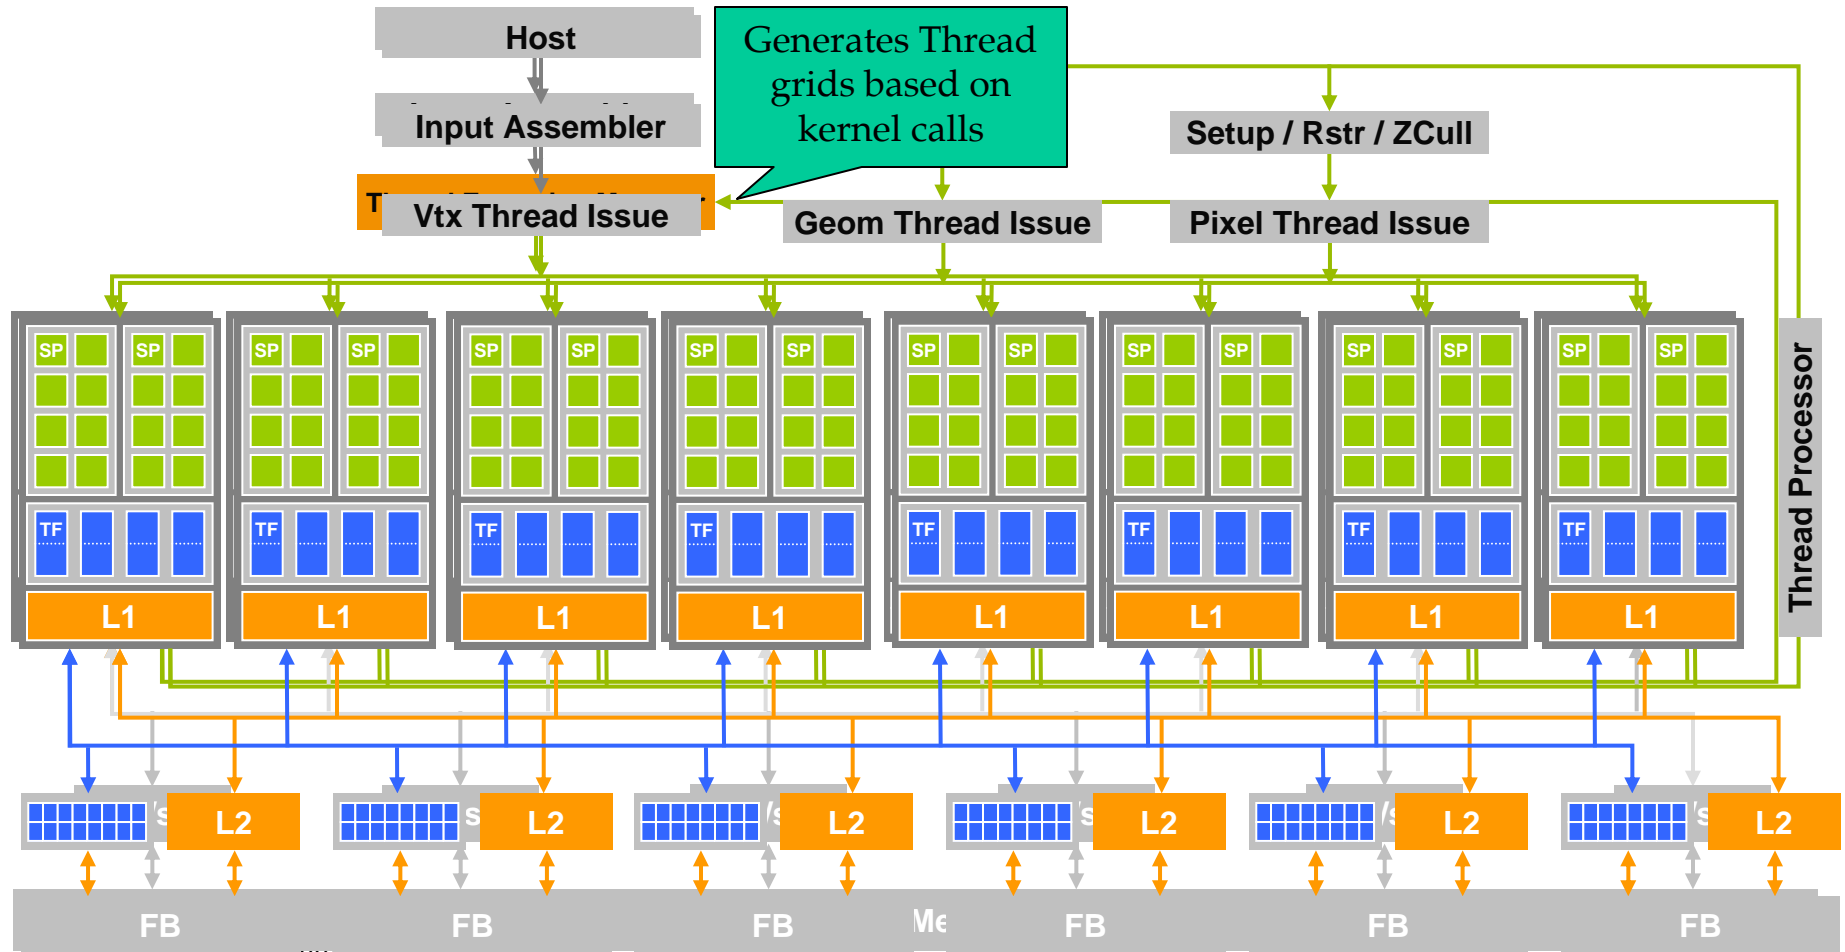 Host
Generates Thread
grids based on
kernel calls
Input Assembler
Setup / Rstr / ZCull
Vtx Thread Issue
Geom Thread Issue
Pixel Thread Issue
SP SP SP SP SP SP SP SP SP SP SP SP SP SP SP SP
Thread Processor
TF TF TF TF TF TF TF TF
L1 L1 L1 L1 L1 L1 L1 L1
L2 L2 L2 L2 L2 L2
FB FB FB FB FB FB